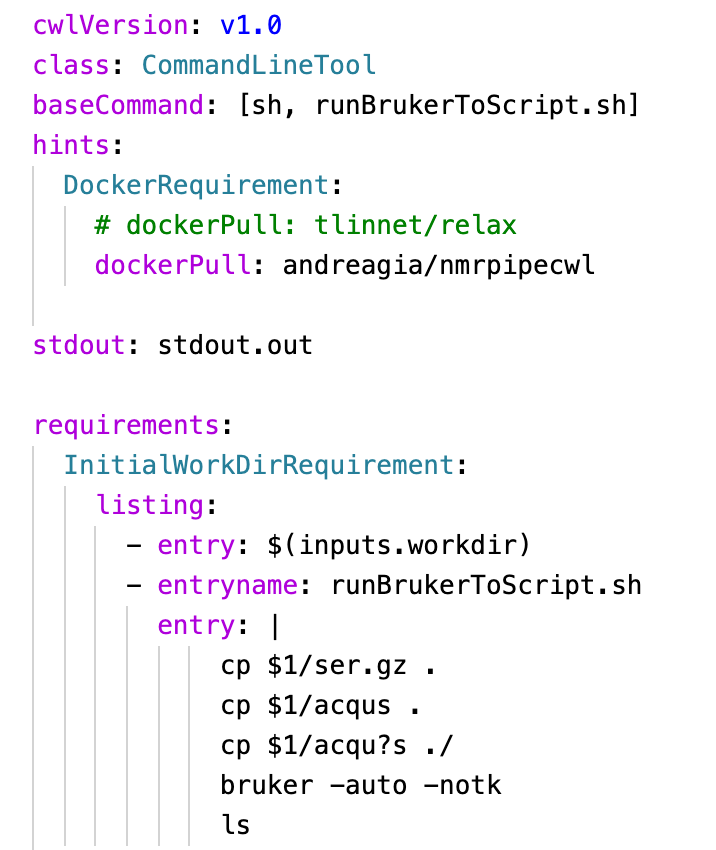 cwlVersion: v1.0
class: CommandLineTool
baseCommand: [sh, runBrukerToScript.sh]
hints:
  DockerRequirement:
    # dockerPull: tlinnet/relax
    dockerPull: andreagia/nmrpipecwl

stdout: stdout.out

requirements:
  InitialWorkDirRequirement:
    listing:
      - entry: $(inputs.workdir)
      - entryname: runBrukerToScript.sh
        entry: |
            cp $1/ser.gz .
            cp $1/acqus .
            cp $1/acqu?s ./
            bruker -auto -notk
            ls